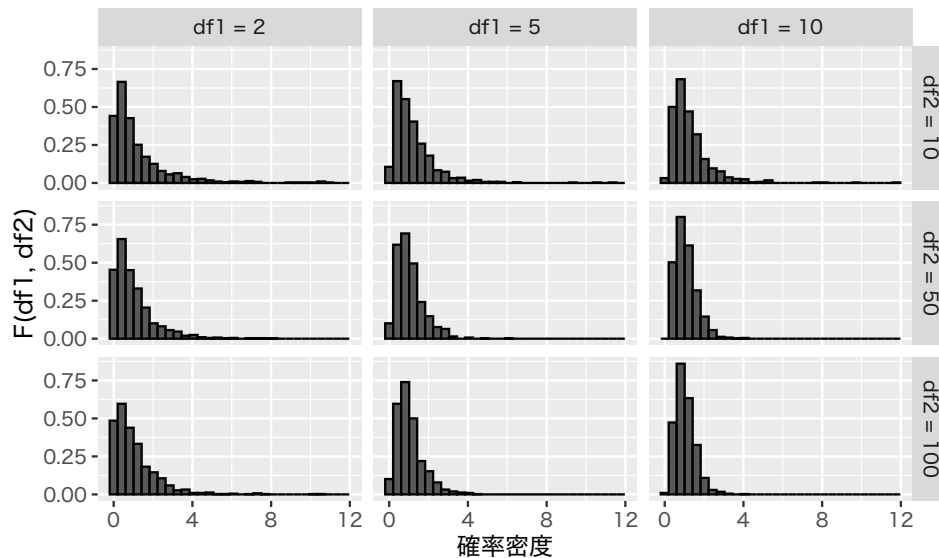 df1 = 2
df1 = 5
df1 = 10
F(df1, df2)
0.75
0.50
0.25
0.00
df2 = 10
0.75
0.50
0.25
0.00
df2 = 50
0.75
0.50
0.25
0.00
df2 = 100
0 4 8 12
0 4 8 12
0 4 8 12
確率密度